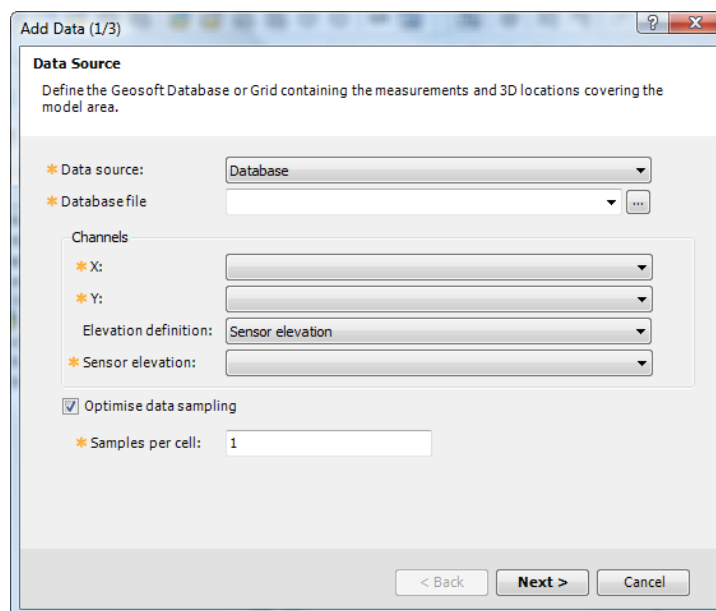 Add Data (1/3)
Data Source
Define the Geosoft Database or Grid containing the measurements and 3D locations covering the
model area.
Data source:
Database
Database file
...
Channels
X:
Y:
Elevation definition:
Sensor elevation
Sensor elevation:
Optimise data sampling
Samples per cell:
1
< Back
Next >
Cancel